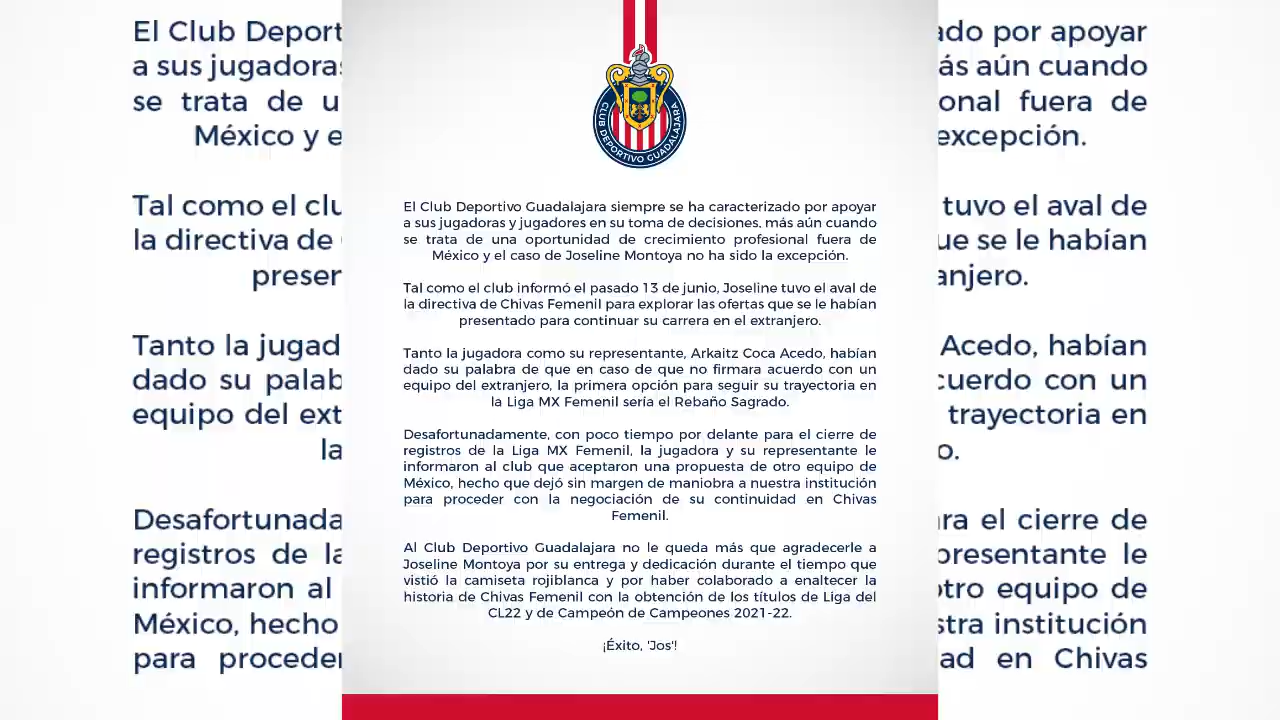 CLUB DEPORTIVO GUADALAJARA
El Club Deportivo Guadalajara siempre se ha caracterizado por apoyar
a sus jugadoras y jugadores en su toma de decisiones, más aún cuando
se trata de una oportunidad de crecimiento profesional fuera de
México y el caso de Joseline Montoya no ha sido la excepción.
Tal como el club informó el pasado 13 de junio, Joseline tuvo el aval de
la directiva de Chivas Femenil para explorar las ofertas que se le habían
presentado para continuar su carrera en el extranjero.
Tanto la jugadora como su representante, Arkaitz Coca Acedo, habían
dado su palabra de que en caso de que no firmara acuerdo con un
equipo del extranjero, la primera opción para seguir su trayectoria en
la Liga MX Femenil sería el Rebaño Sagrado.
Desafortunadamente, con poco tiempo por delante para el cierre de
registros de la Liga MX Femenil, la jugadora y su representante le
informaron al club que aceptaron una propuesta de otro equipo de
México, hecho que dejó sin margen de maniobra a nuestra institución
para proceder con la negociación de su continuidad en Chivas
Femenil.
Al Club Deportivo Guadalajara no le queda más que agradecerle a
Joseline Montoya por su entrega y dedicación durante el tiempo que
vistió la camiseta rojiblanca y por haber colaborado a enaltecer la
historia de Chivas Femenil con la obtención de los títulos de Liga del
CL22 y de Campeón de Campeones 2021-22.
¡Éxito, 'Jos'!